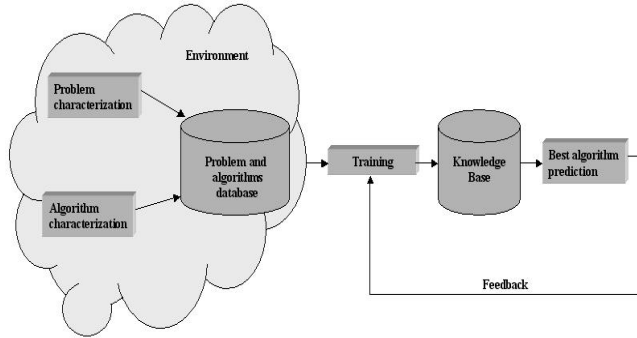 Environment
Problem
characterization
Problem and
algorithms
database
Algorithm
characterization
Training
Knowledge
Base
Best algorithm
prediction
Feedback